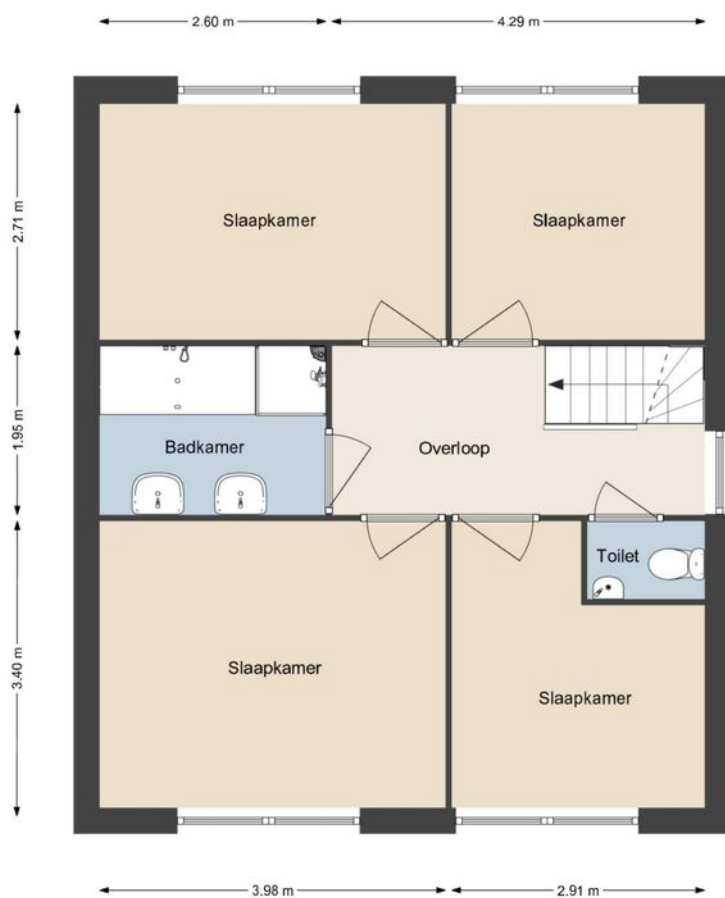 2.60 m
4.29 m
2.71 m
Slaapkamer
Slaapkamer
1.95 m
Badkamer
Overloop
Toilet
3.40 m
Slaapkamer
Slaapkamer
3.98 m
2.91 m